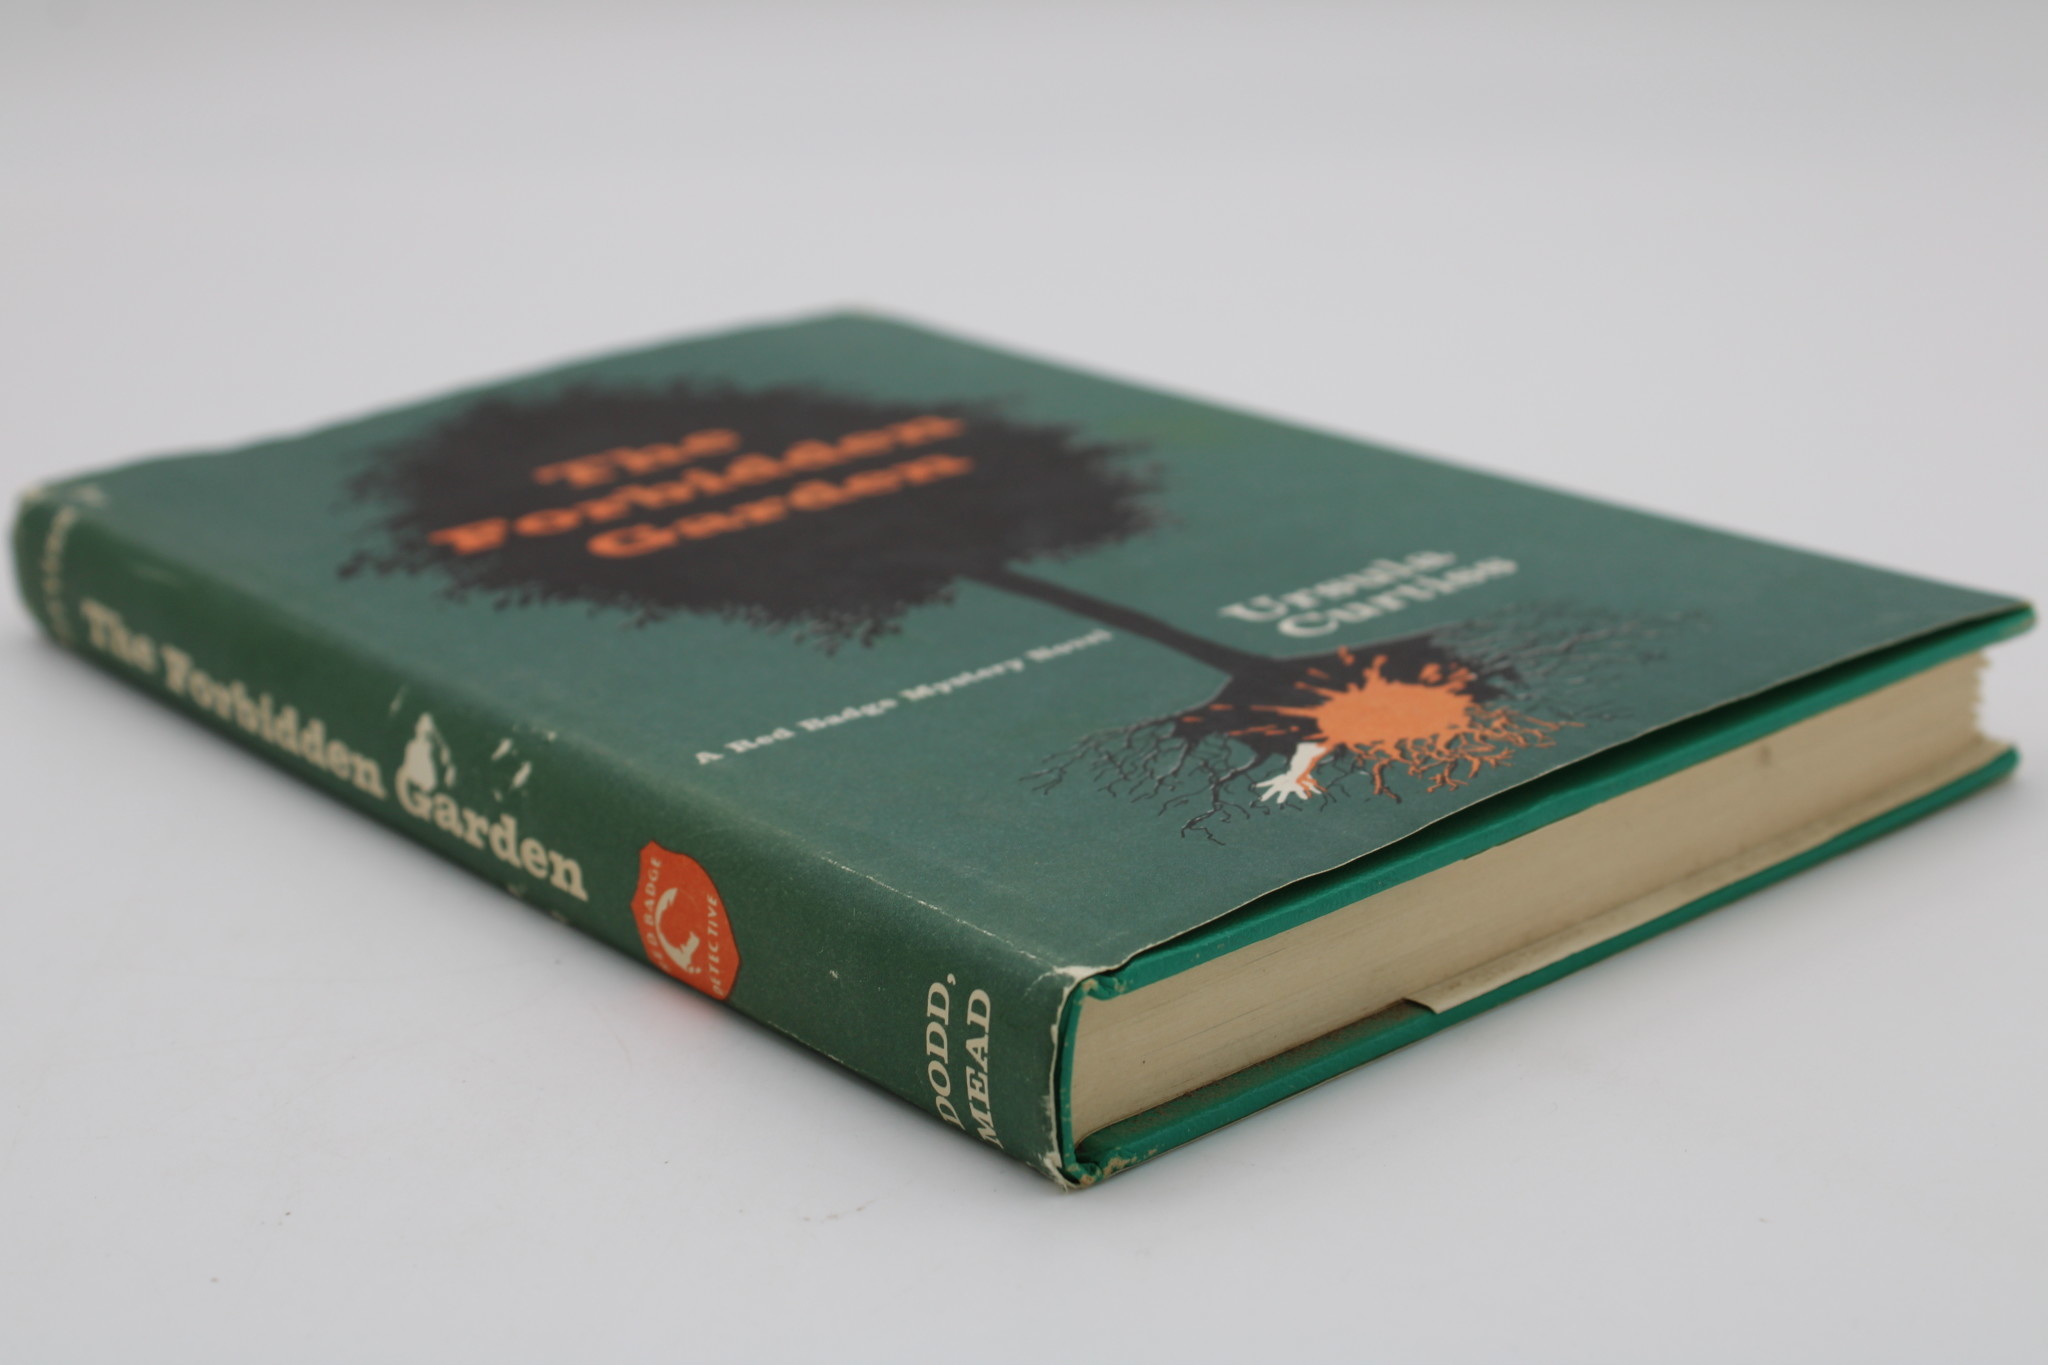 The
Forbidden
Garden
Ursula
Curtiss
A Red Badge Mystery Novel
The Forbidden Garden
RED BADGE
DETECTIVE
DODD,
MEAD